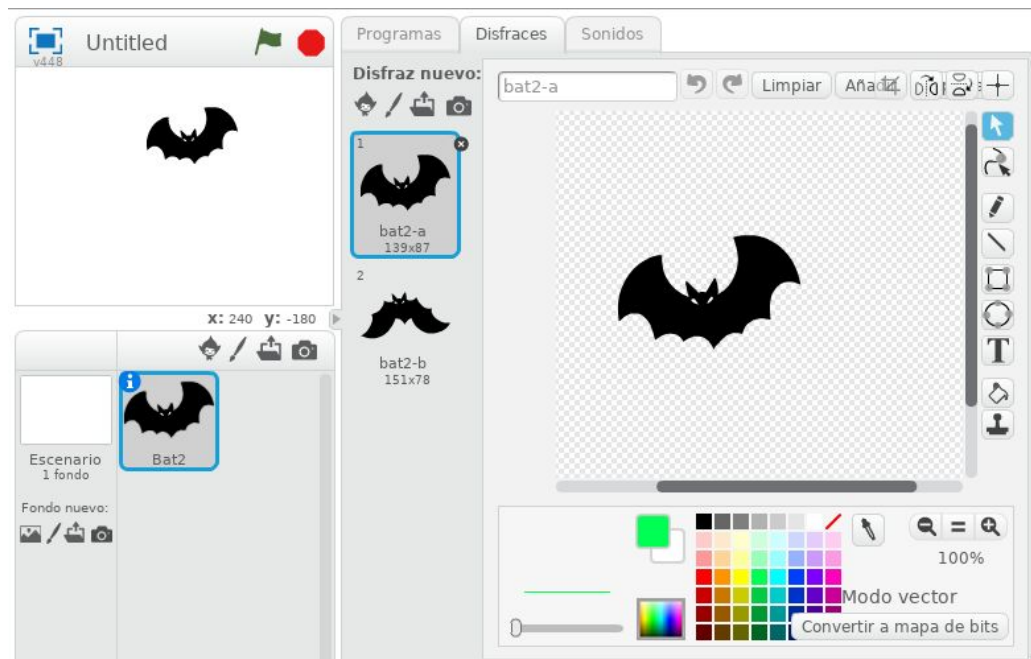 Untitled
v448
Programas
Disfraces
Sonidos
Disfraz nuevo:
1
bat2-a
139x87
2
bat2-b
151x78
bat2-a
Limpiar
T
100%
Modo vector
Convertir a mapa de bits
x: 240 y: -180
Escenario
1 fondo
Fondo nuevo:
Bat2